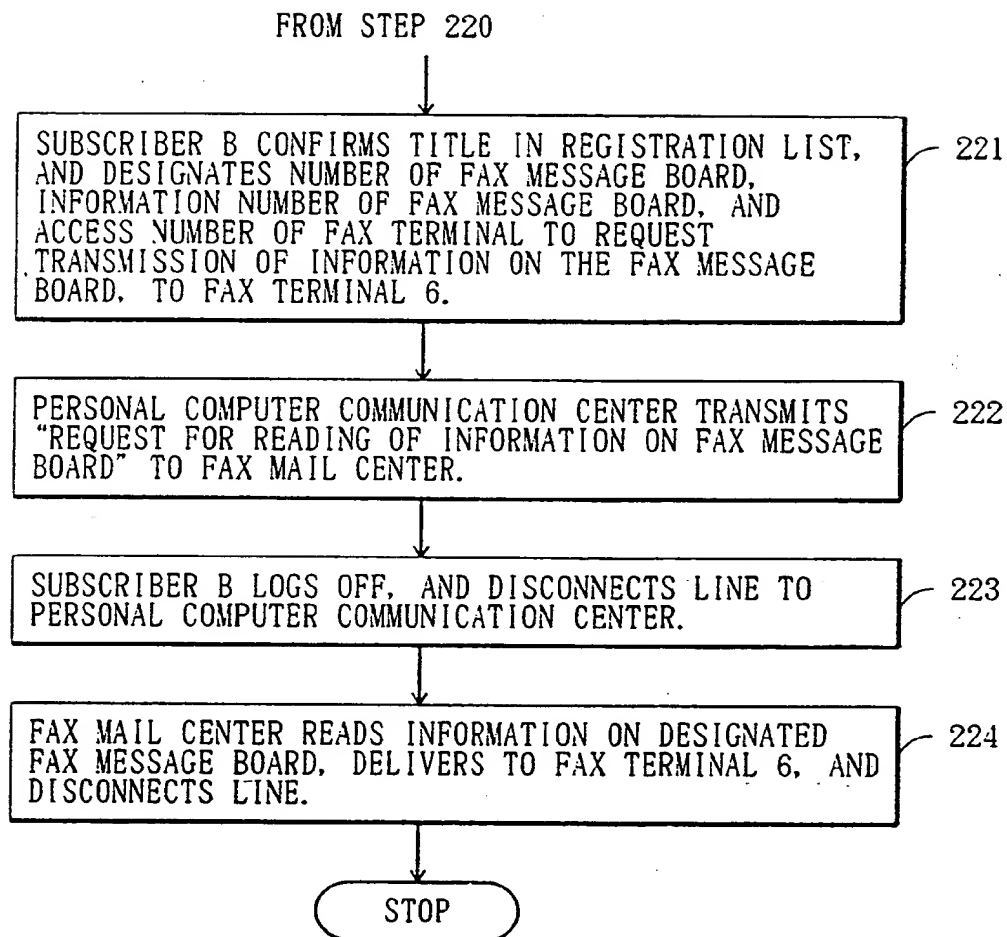 FROM STEP 220
SUBSCRIBER B CONFIRMS TITLE IN REGISTRATION LIST,
AND DESIGNATES NUMBER OF FAX MESSAGE BOARD,
INFORMATION NUMBER OF FAX MESSAGE BOARD, AND
ACCESS NUMBER OF FAX TERMINAL TO REQUEST
TRANSMISSION OF INFORMATION ON THE FAX MESSAGE
BOARD, TO FAX TERMINAL 6.
221
PERSONAL COMPUTER COMMUNICATION CENTER TRANSMITS
"REQUEST FOR READING OF INFORMATION ON FAX MESSAGE
BOARD" TO FAX MAIL CENTER.
222
SUBSCRIBER B LOGS OFF, AND DISCONNECTS LINE TO
PERSONAL COMPUTER COMMUNICATION CENTER.
223
FAX MAIL CENTER READS INFORMATION ON DESIGNATED
FAX MESSAGE BOARD, DELIVERS TO FAX TERMINAL 6, AND
DISCONNECTS LINE.
224
STOP